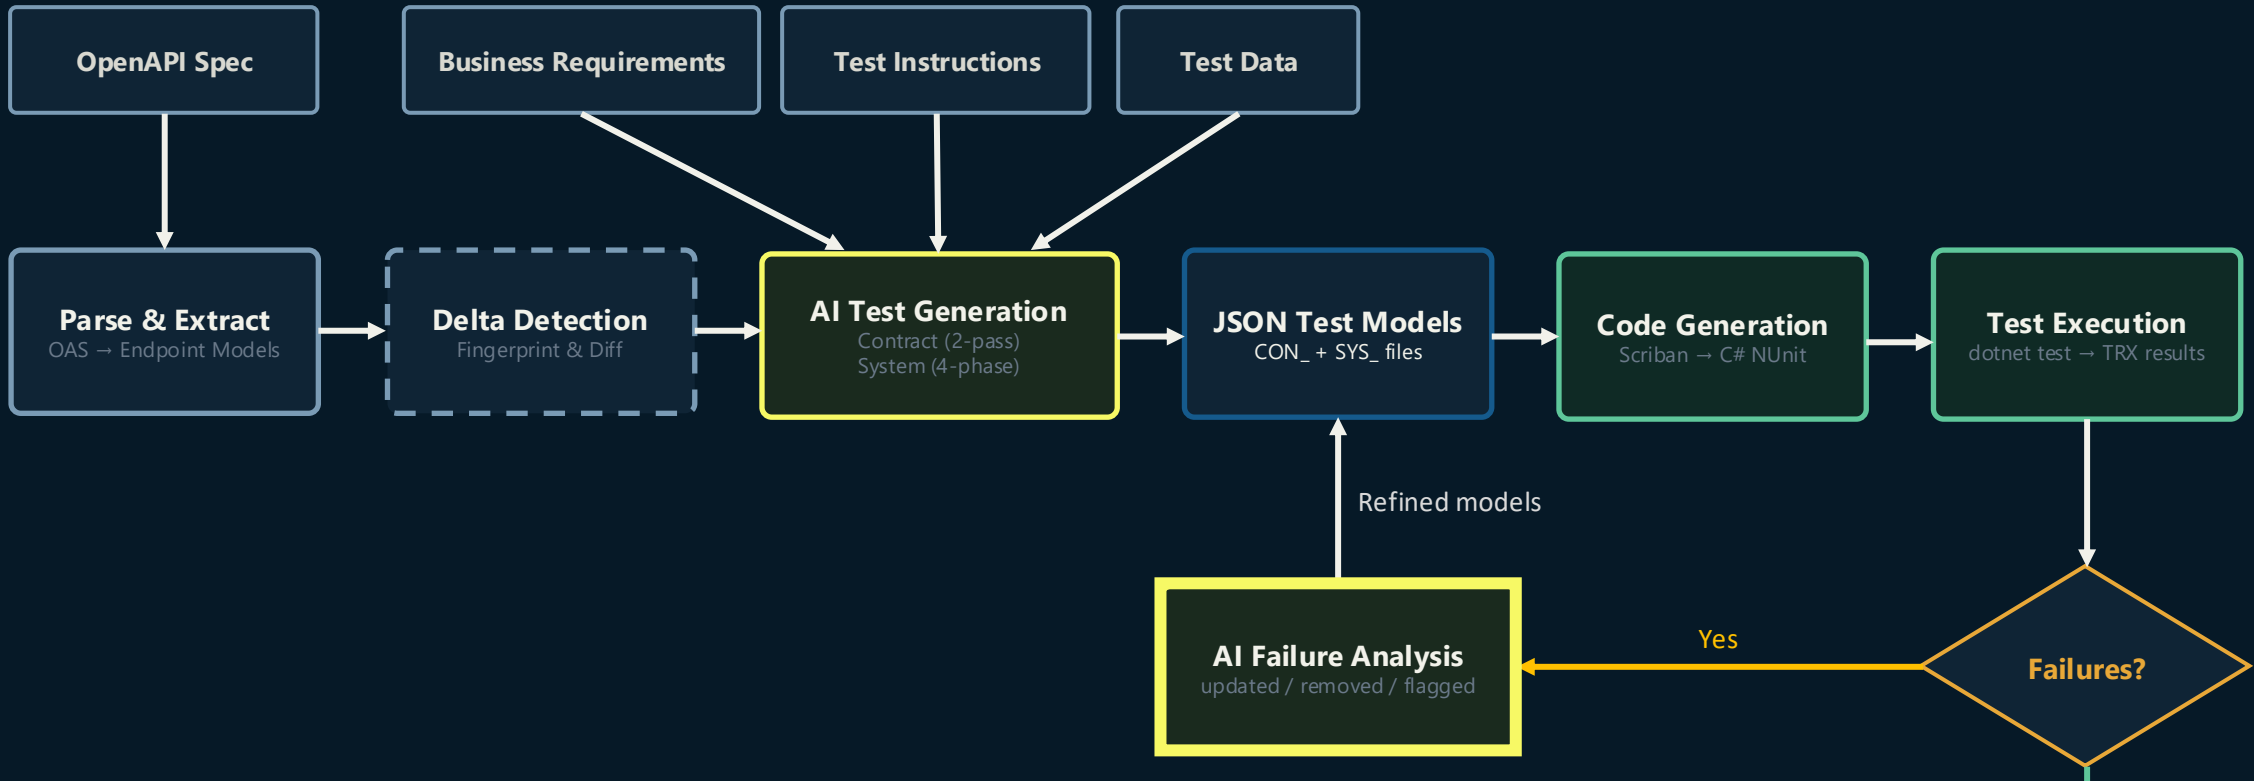 OpenAPI Spec
Business Requirements
Test Instructions
Test Data
Parse & Extract
OAS → Endpoint Models
Delta Detection
Fingerprint & Diff
AI Test Generation
Contract (2-pass)
System (4-phase)
JSON Test Models
CON_ + SYS_ files
Code Generation
Scriban → C# NUnit
Test Execution
dotnet test → TRX results
Refined models
AI Failure Analysis
updated / removed / flagged
Yes
Failures?